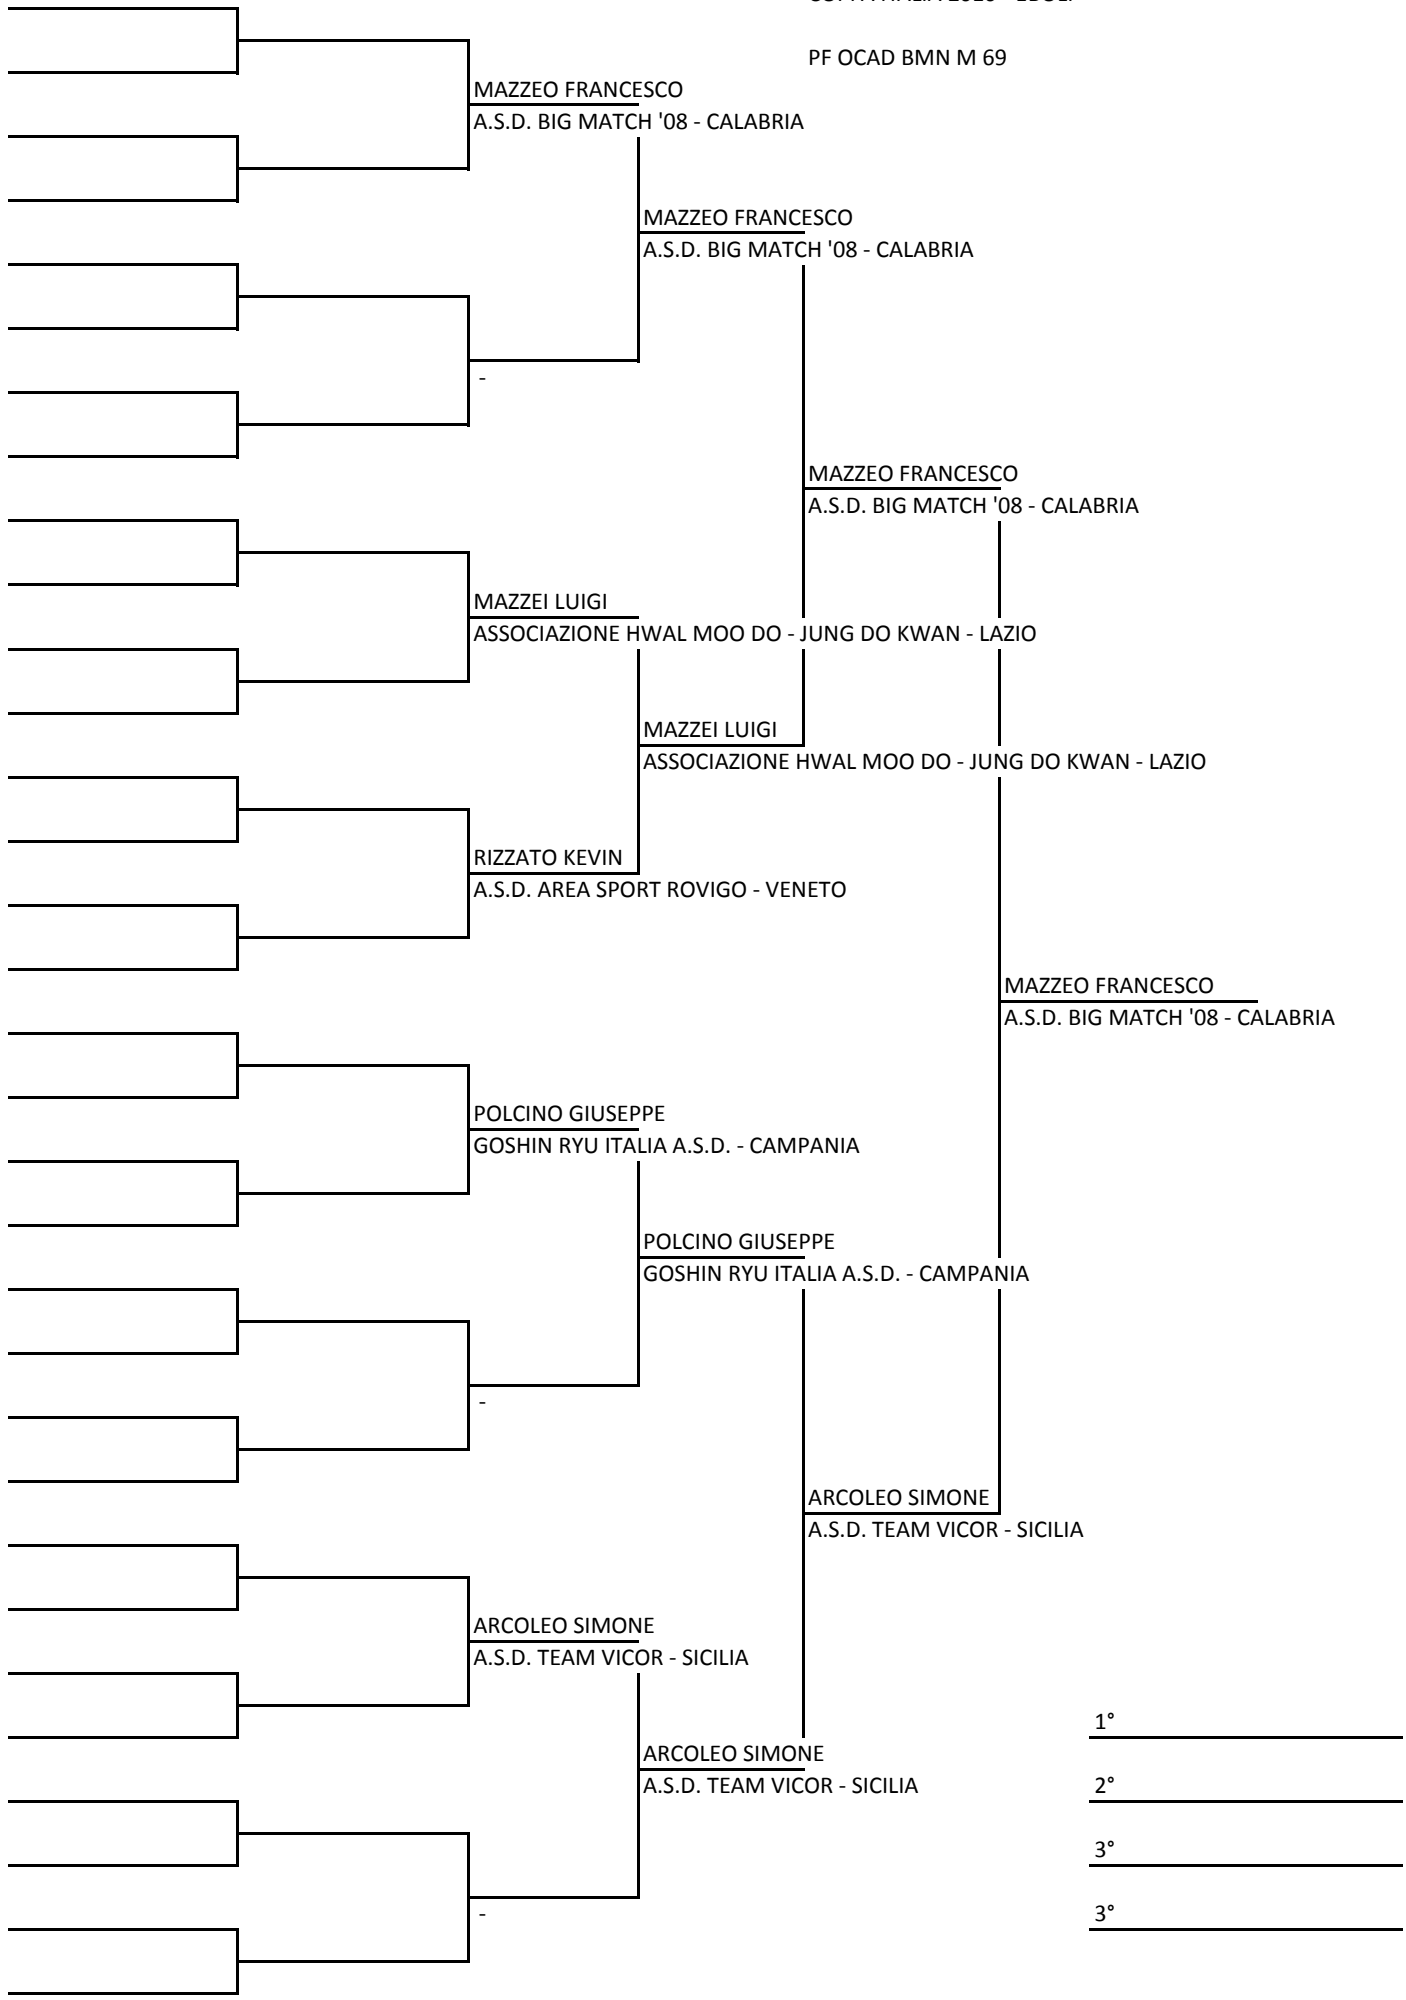 PF OCAD BMN M 69
MAZZEO FRANCESCO
A.S.D. BIG MATCH '08 - CALABRIA
MAZZEO FRANCESCO
A.S.D. BIG MATCH '08 - CALABRIA
-
MAZZEO FRANCESCO
A.S.D. BIG MATCH '08 - CALABRIA
MAZZEI LUIGI
ASSOCIAZIONE HWAL MOO DO - JUNG DO KWAN - LAZIO
MAZZEI LUIGI
ASSOCIAZIONE HWAL MOO DO - JUNG DO KWAN - LAZIO
RIZZATO KEVIN
A.S.D. AREA SPORT ROVIGO - VENETO
MAZZEO FRANCESCO
A.S.D. BIG MATCH '08 - CALABRIA
POLCINO GIUSEPPE
GOSHIN RYU ITALIA A.S.D. - CAMPANIA
POLCINO GIUSEPPE
GOSHIN RYU ITALIA A.S.D. - CAMPANIA
-
ARCOLEO SIMONE
A.S.D. TEAM VICOR - SICILIA
ARCOLEO SIMONE
A.S.D. TEAM VICOR - SICILIA
1°
ARCOLEO SIMONE
A.S.D. TEAM VICOR - SICILIA
2°
3°
-
3°